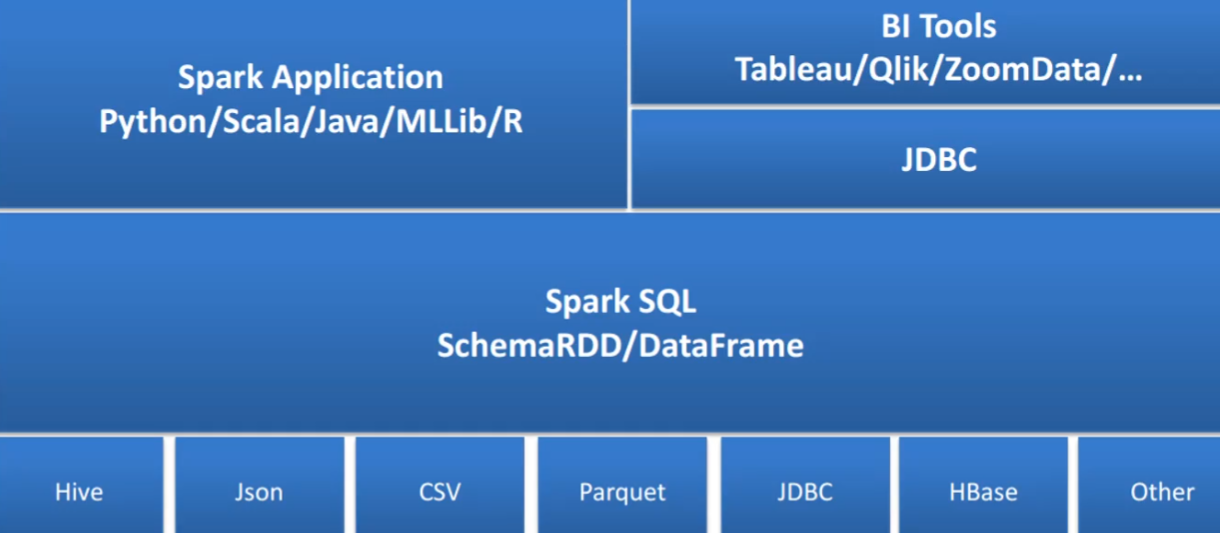 Spark Application
Python/Scala/Java/MLLib/R
BI Tools
Tableau/Qlik/ZoomData/...
JDBC
Spark SQL
SchemaRDD/DataFrame
Hive
Json
CSV
Parquet
JDBC
HBase
Other